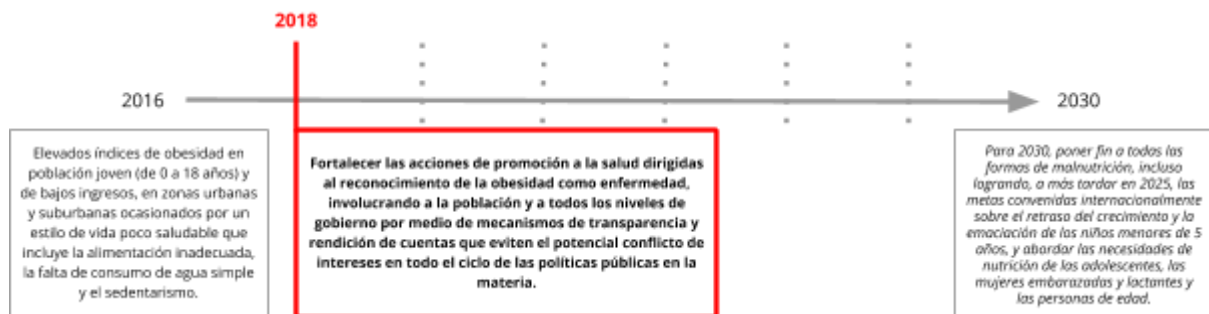 2018
2016
2030
Elevados índices de obesidad en
población joven (de 0 a 18 años) y
de bajos ingresos, en zonas urbanas
y suburbanas ocasionados por un
estilo de vida poco saludable que
incluye la alimentación inadecuada,
la falta de consumo de agua simple
y el sedentarismo.
Fortalecer las acciones de promoción a la salud dirigidas
al reconocimiento de la obesidad como enfermedad,
involucrando a la población y a todos los niveles de
gobierno por medio de mecanismos de transparencia y
rendición de cuentas que eviten el potencial conflicto de
intereses en todo el ciclo de las políticas públicas en la
materia.
Para 2030, poner fin a todas las
formas de malnutrición, incluso
logrando, a más tardar en 2025, las
metas convenidas internacionalmente
sobre el retraso del crecimiento y la
emaciación de los niños menores de 5
años, y abordar las necesidades de
nutrición de las adolescentes, las
mujeres embarazadas y lactantes y
las personas de edad.